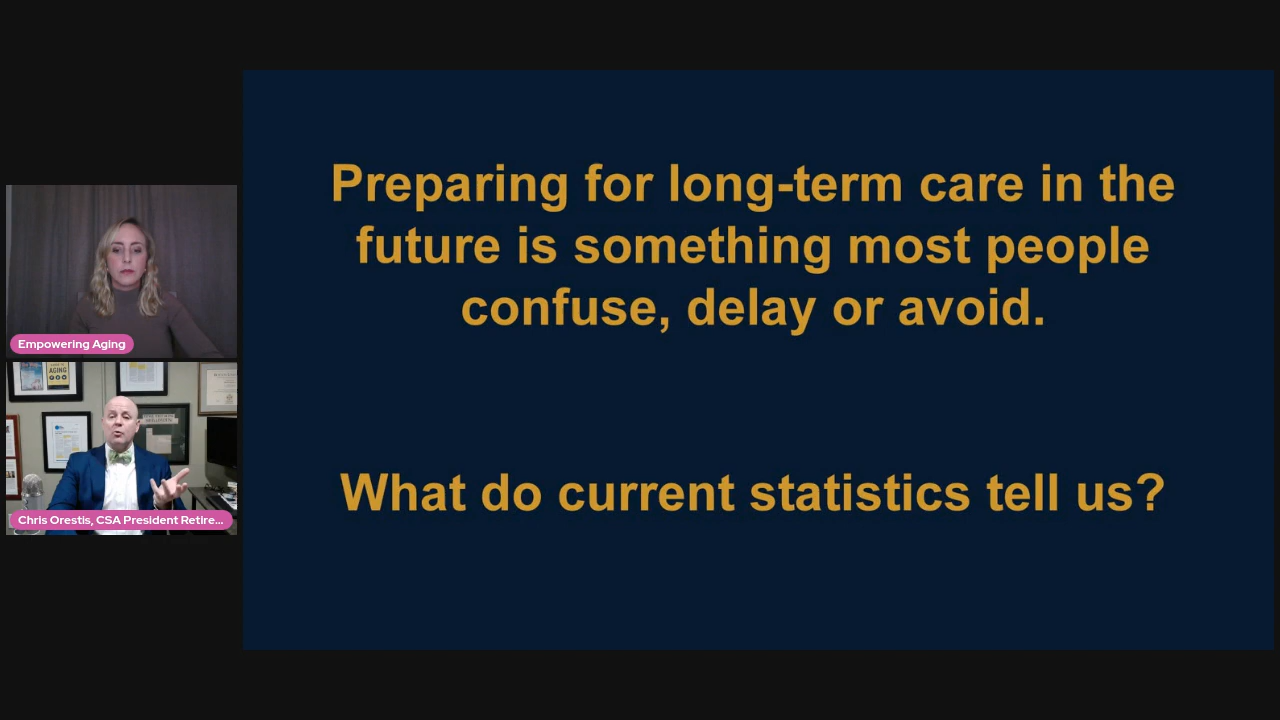 Preparing for long-term care in the
future is something most people
confuse, delay or avoid.
What do current statistics tell us?
Empowering Aging
AGING
Chris Orestis, CSA President Retire...